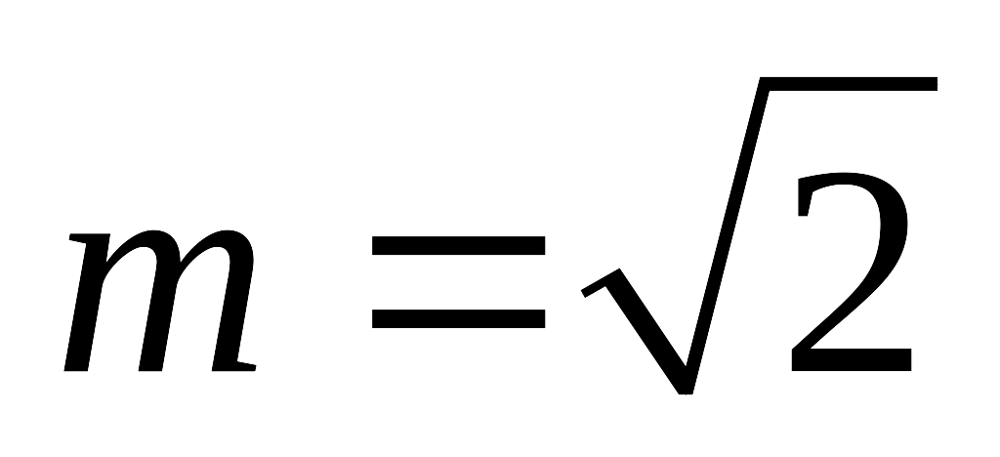 m = √2